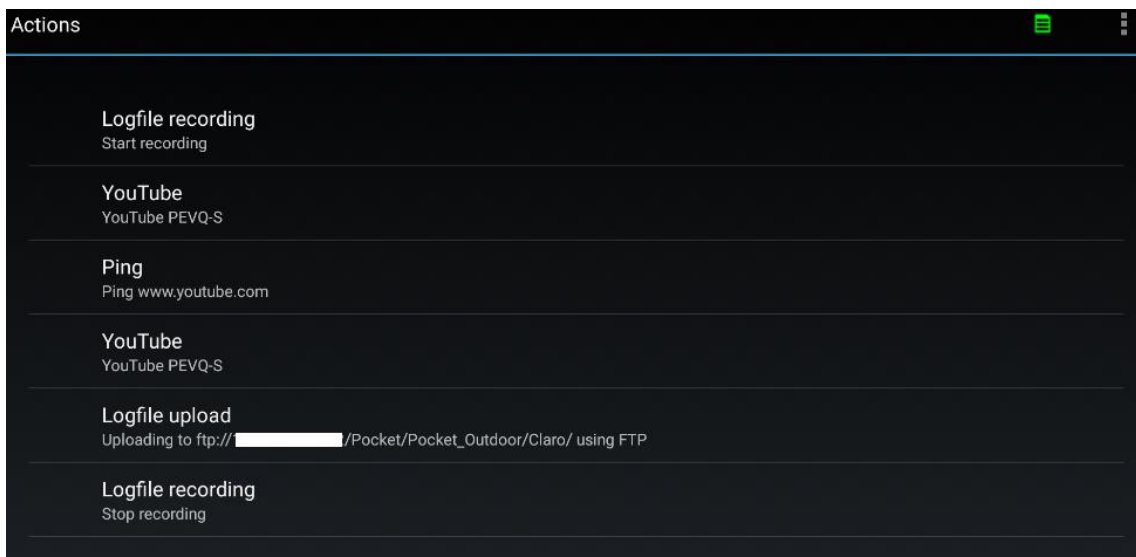 Actions
Logfile recording
Start recording
YouTube
YouTube PEVQ-S
Ping
Ping www.youtube.com
YouTube
YouTube PEVQ-S
Logfile upload
Uploading to ftp:// /Pocket/Pocket_Outdoor/Claro/ using FTP
Logfile recording
Stop recording